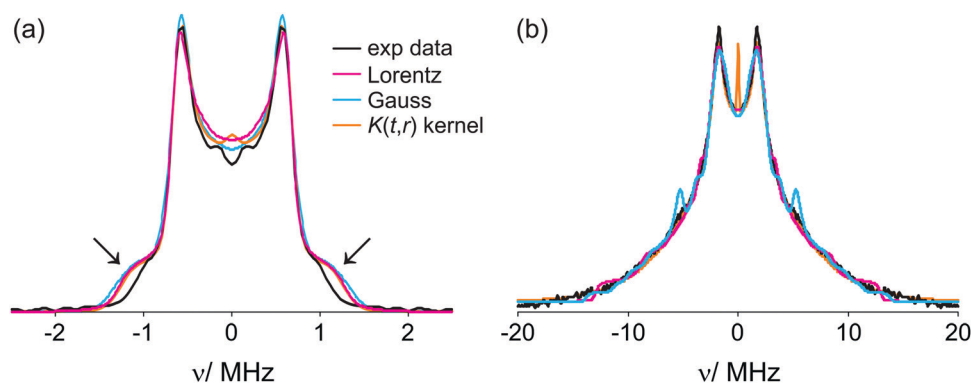 (a)
exp data
Lorentz
Gauss
K(t,r) kernel
-2 -1 0 1 2
ν/ MHz
(b)
-20 -10 0 10 20
ν/ MHz